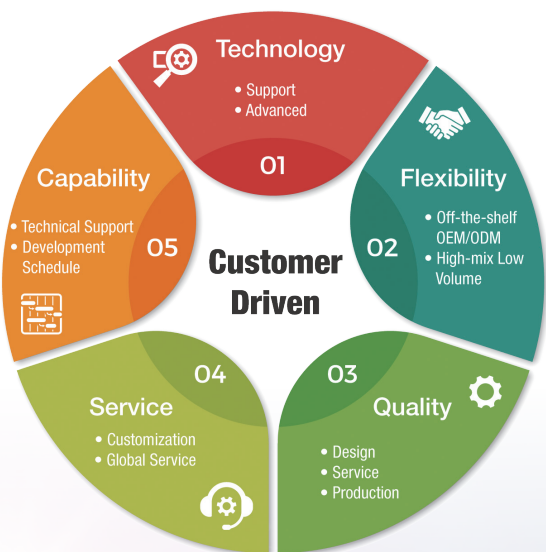 Technology
• Support
• Advanced
01
Flexibility
• Off-the-shelf
OEM/ODM
• High-mix Low
Volume
02
Quality
• Design
• Service
• Production
03
Service
• Customization
• Global Service
04
Capability
• Technical Support
• Development
Schedule
05
Customer
Driven